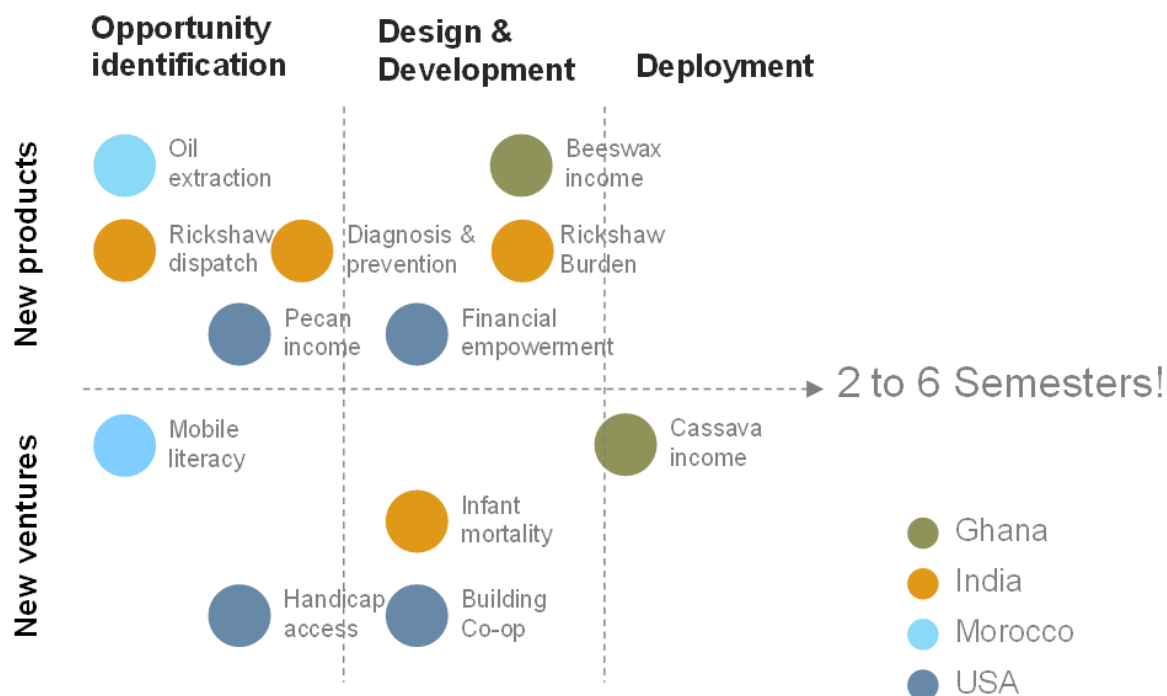 Opportunity
identification
Design &
Development
Deployment
New products
Oil
extraction
Beeswax
income
Rickshaw
dispatch
Diagnosis &
prevention
Rickshaw
Burden
Pecan
income
Financial
empowerment
2 to 6 Semesters!
New ventures
Mobile
literacy
Cassava
income
Infant
mortality
Handicap
access
Building
Co-op
Ghana
India
Morocco
USA